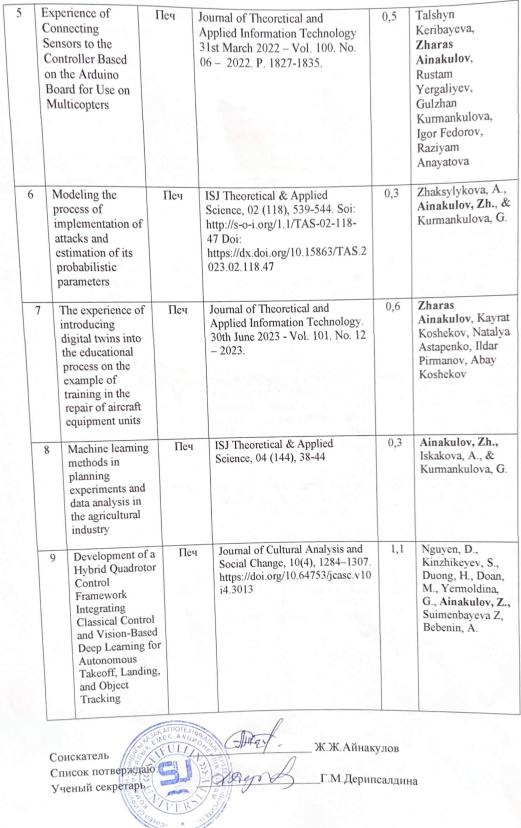 5
Experience of
Connecting
Sensors to the
Controller Based
on the Arduino
Board for Use on
Multicopters
Печ
Journal of Theoretical and
Applied Information Technology
31st March 2022 – Vol. 100. No.
06 – 2022. P. 1827-1835.
0,5
Talshyn
Keribayeva,
Zharas
Ainakulov,
Rustam
Yergaliyev,
Gulzhan
Kurmankulova,
Igor Fedorov,
Raziyam
Anayatova
6
Modeling the
process of
implementation of
attacks and
estimation of its
probabilistic
parameters
Печ
ISJ Theoretical & Applied
Science, 02 (118), 539-544. Soi:
http://s-o-i.org/1.1/TAS-02-118-
47 Doi:
https://dx.doi.org/10.15863/TAS.2
023.02.118.47
0,3
Zhaksylykova, A.,
Ainakulov, Zh., &
Kurmankulova, G.
7
The experience of
introducing
digital twins into
the educational
process on the
example of
training in the
repair of aircraft
equipment units
Печ
Journal of Theoretical and
Applied Information Technology.
30th June 2023 - Vol. 101. No. 12
– 2023.
0,6
Zharas
Ainakulov, Kayrat
Koshekov, Natalya
Astapenko, Ildar
Pirmanov, Abay
Koshekov
8
Machine learning
methods in
planning
experiments and
data analysis in
the agricultural
industry
Печ
ISJ Theoretical & Applied
Science, 04 (144), 38-44
0,3
Ainakulov, Zh.,
Iskakova, A., &
Kurmankulova, G.
9
Development of a
Hybrid Quadrotor
Control
Framework
Integrating
Classical Control
and Vision-Based
Deep Learning for
Autonomous
Takeoff, Landing,
and Object
Tracking
Печ
Journal of Cultural Analysis and
Social Change, 10(4), 1284–1307.
https://doi.org/10.64753/jcasc.v10
i4.3013
1,1
Nguyen, D.,
Kinzhikeyev, S.,
Duong, H., Doan,
M., Yermoldina,
G., Ainakulov, Z.,
Suimenbayeva Z,
Bebenin, A.
Соискатель Ж.Ж.Айнакулов
Список потверждаю
Ученый секретарь Г.М.Дерипсалдина